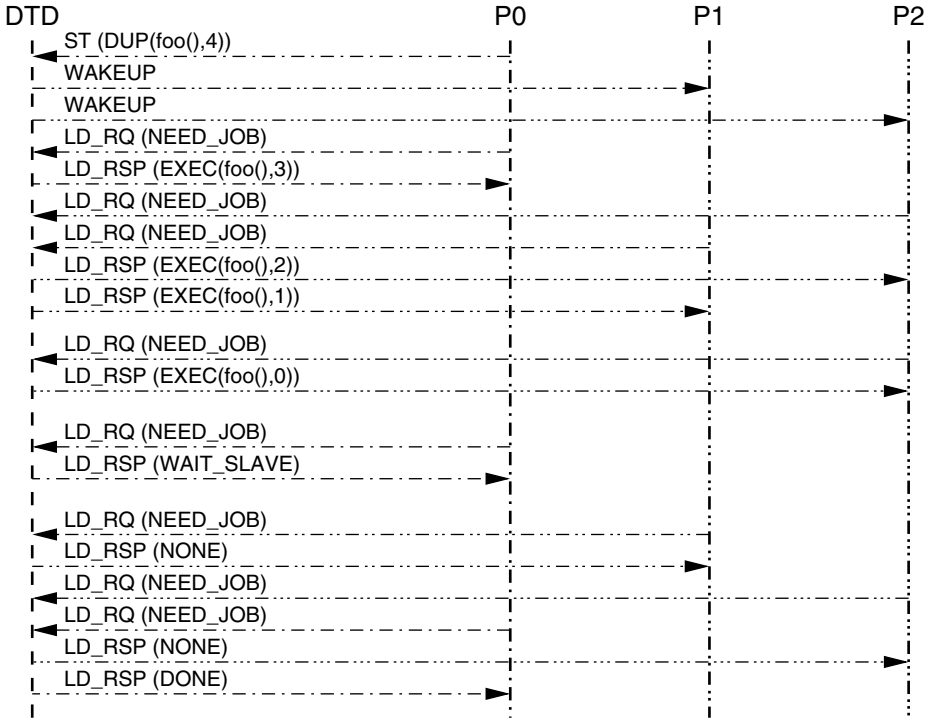 DTD P0 P1 P2
ST (DUP(foo(),4))
WAKEUP
WAKEUP
LD_RQ (NEED_JOB)
LD_RSP (EXEC(foo(),3))
LD_RQ (NEED_JOB)
LD_RQ (NEED_JOB)
LD_RSP (EXEC(foo(),2))
LD_RSP (EXEC(foo(),1))
LD_RQ (NEED_JOB)
LD_RSP (EXEC(foo(),0))
LD_RQ (NEED_JOB)
LD_RSP (WAIT_SLAVE)
LD_RQ (NEED_JOB)
LD_RSP (NONE)
LD_RQ (NEED_JOB)
LD_RQ (NEED_JOB)
LD_RSP (NONE)
LD_RSP (DONE)